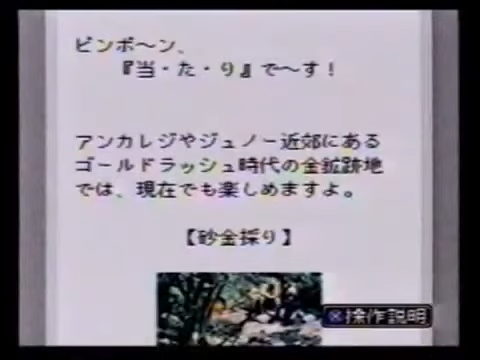 ピンポ〜ン、
『当・た・り』で〜す！
アンカレジやジュノー近郊にある
ゴールドラッシュ時代の金鉱跡地
では、現在でも楽しめますよ。
【砂金採り】
※操作説明